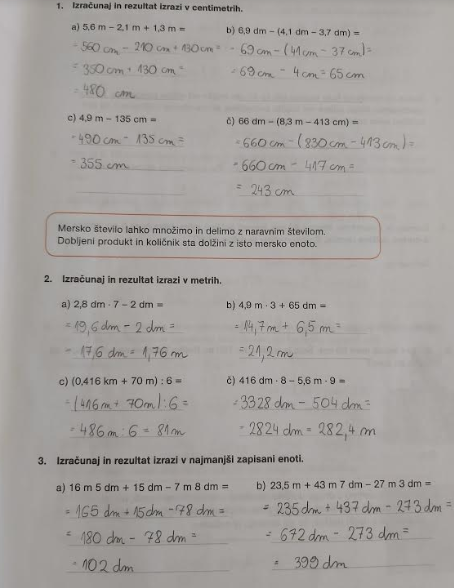 1. Izračunaj in rezultat izrazi v centimetrih.
a) 5,6 m – 2,1 m + 1,3 m =
= 560 cm - 210 cm + 130 cm =
= 350 cm + 130 cm =
= 480 cm
b) 6,9 dm – (4,1 dm – 3,7 dm) =
= 69 cm - (41 cm - 37 cm) =
= 69 cm - 4 cm = 65 cm
c) 4,9 m – 135 cm =
= 490 cm - 135 cm =
= 355 cm
č) 66 dm – (8,3 m – 413 cm) =
= 660 cm - (830 cm - 413 cm) =
= 660 cm - 417 cm =
= 243 cm
Mersko število lahko množimo in delimo z naravnim številom.
Dobljeni produkt in količnik sta dolžini z isto mersko enoto.
2. Izračunaj in rezultat izrazi v metrih.
a) 2,8 dm · 7 – 2 dm =
= 19,6 dm - 2 dm =
= 17,6 dm = 1,76 m
b) 4,9 m · 3 + 65 dm =
= 14,7 m + 6,5 m =
= 21,2 m
c) (0,416 km + 70 m) : 6 =
= (416 m + 70 m) : 6 =
= 486 m : 6 = 81 m
č) 416 dm · 8 – 5,6 m · 9 =
= 3328 dm - 504 dm =
= 2824 dm = 282,4 m
3. Izračunaj in rezultat izrazi v najmanjši zapisani enoti.
a) 16 m 5 dm + 15 dm – 7 m 8 dm =
= 165 dm + 15 dm - 78 dm =
= 180 dm - 78 dm =
= 102 dm
b) 23,5 m + 43 m 7 dm – 27 m 3 dm =
= 235 dm + 437 dm - 273 dm =
= 672 dm - 273 dm =
= 399 dm